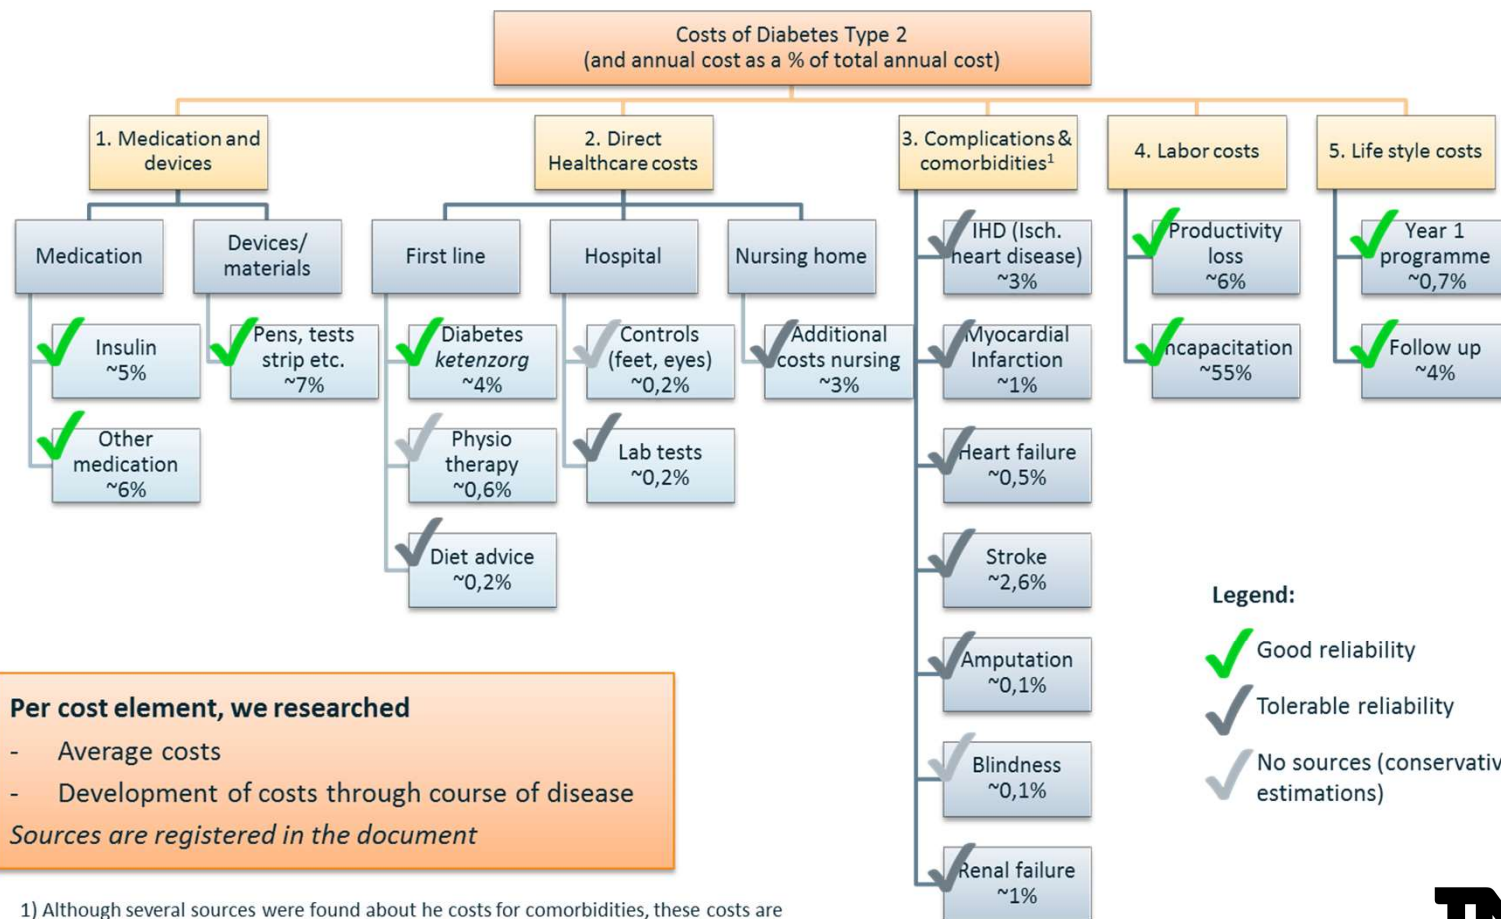 Costs of Diabetes Type 2
(and annual cost as a % of total annual cost)
1. Medication and
devices
2. Direct
Healthcare costs
3. Complications &
comorbidities¹
4. Labor costs
5. Life style costs
Medication
Devices/
materials
First line
Hospital
Nursing home
Insulin
~5%
Other
medication
~6%
Pens, tests
strip etc.
~7%
Diabetes
ketenzorg
~4%
Physio
therapy
~0,6%
Diet advice
~0,2%
Controls
(feet, eyes)
~0,2%
Lab tests
~0,2%
Additional
costs nursing
~3%
IHD (Isch.
heart disease)
~3%
Myocardial
Infarction
~1%
Heart failure
~0,5%
Stroke
~2,6%
Amputation
~0,1%
Blindness
~0,1%
Renal failure
~1%
Productivity
loss
~6%
Incapacitation
~55%
Year 1
programme
~0,7%
Follow up
~4%
Per cost element, we researched
- Average costs
- Development of costs through course of disease
Sources are registered in the document
Legend:
Good reliability
Tolerable reliability
No sources (conservativ
estimations)
1) Although several sources were found about he costs for comorbidities, these costs are